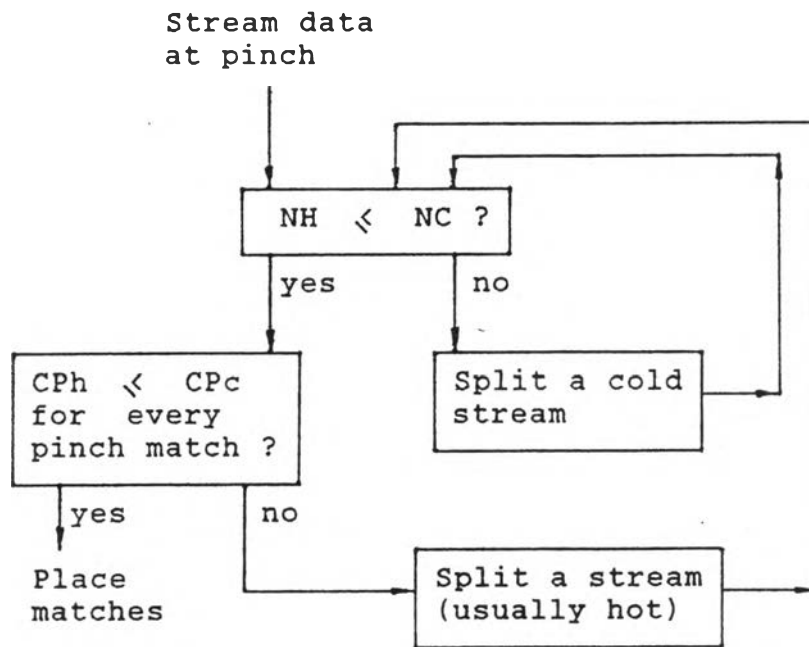 Stream data
at pinch
NH ⩽ NC ?
yes
no
CPh ⩽ CPc
for every
pinch match ?
Split a cold
stream
yes
no
Place
matches
Split a stream
(usually hot)